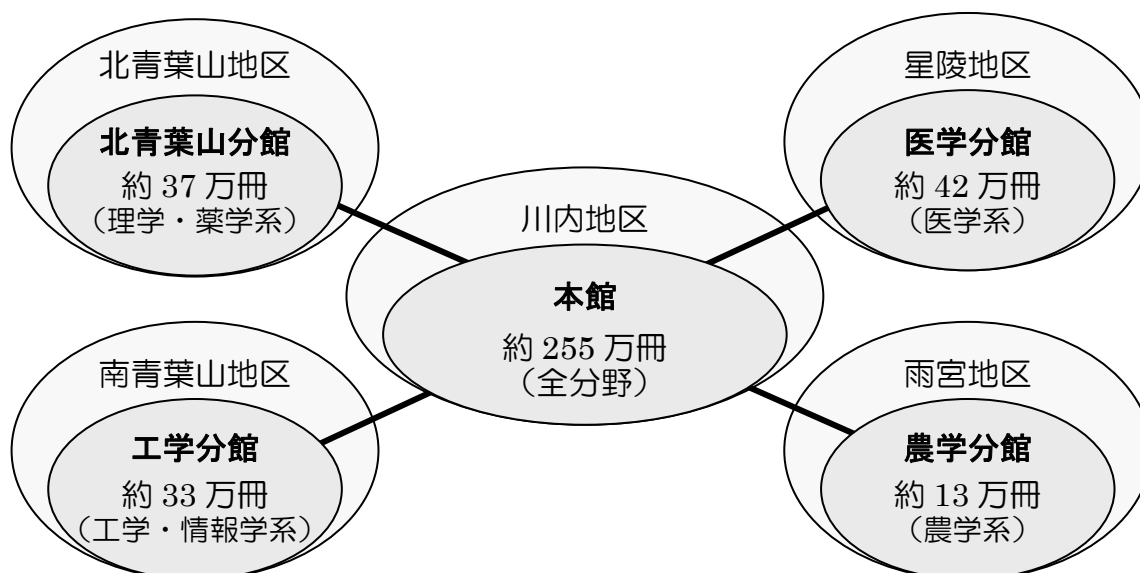 北青葉山地区
北青葉山分館
約 37 万冊
（理学・薬学系）
星陵地区
医学分館
約 42 万冊
（医学系）
川内地区
本館
約 255 万冊
（全分野）
南青葉山地区
工学分館
約 33 万冊
（工学・情報学系）
雨宮地区
農学分館
約 13 万冊
（農学系）